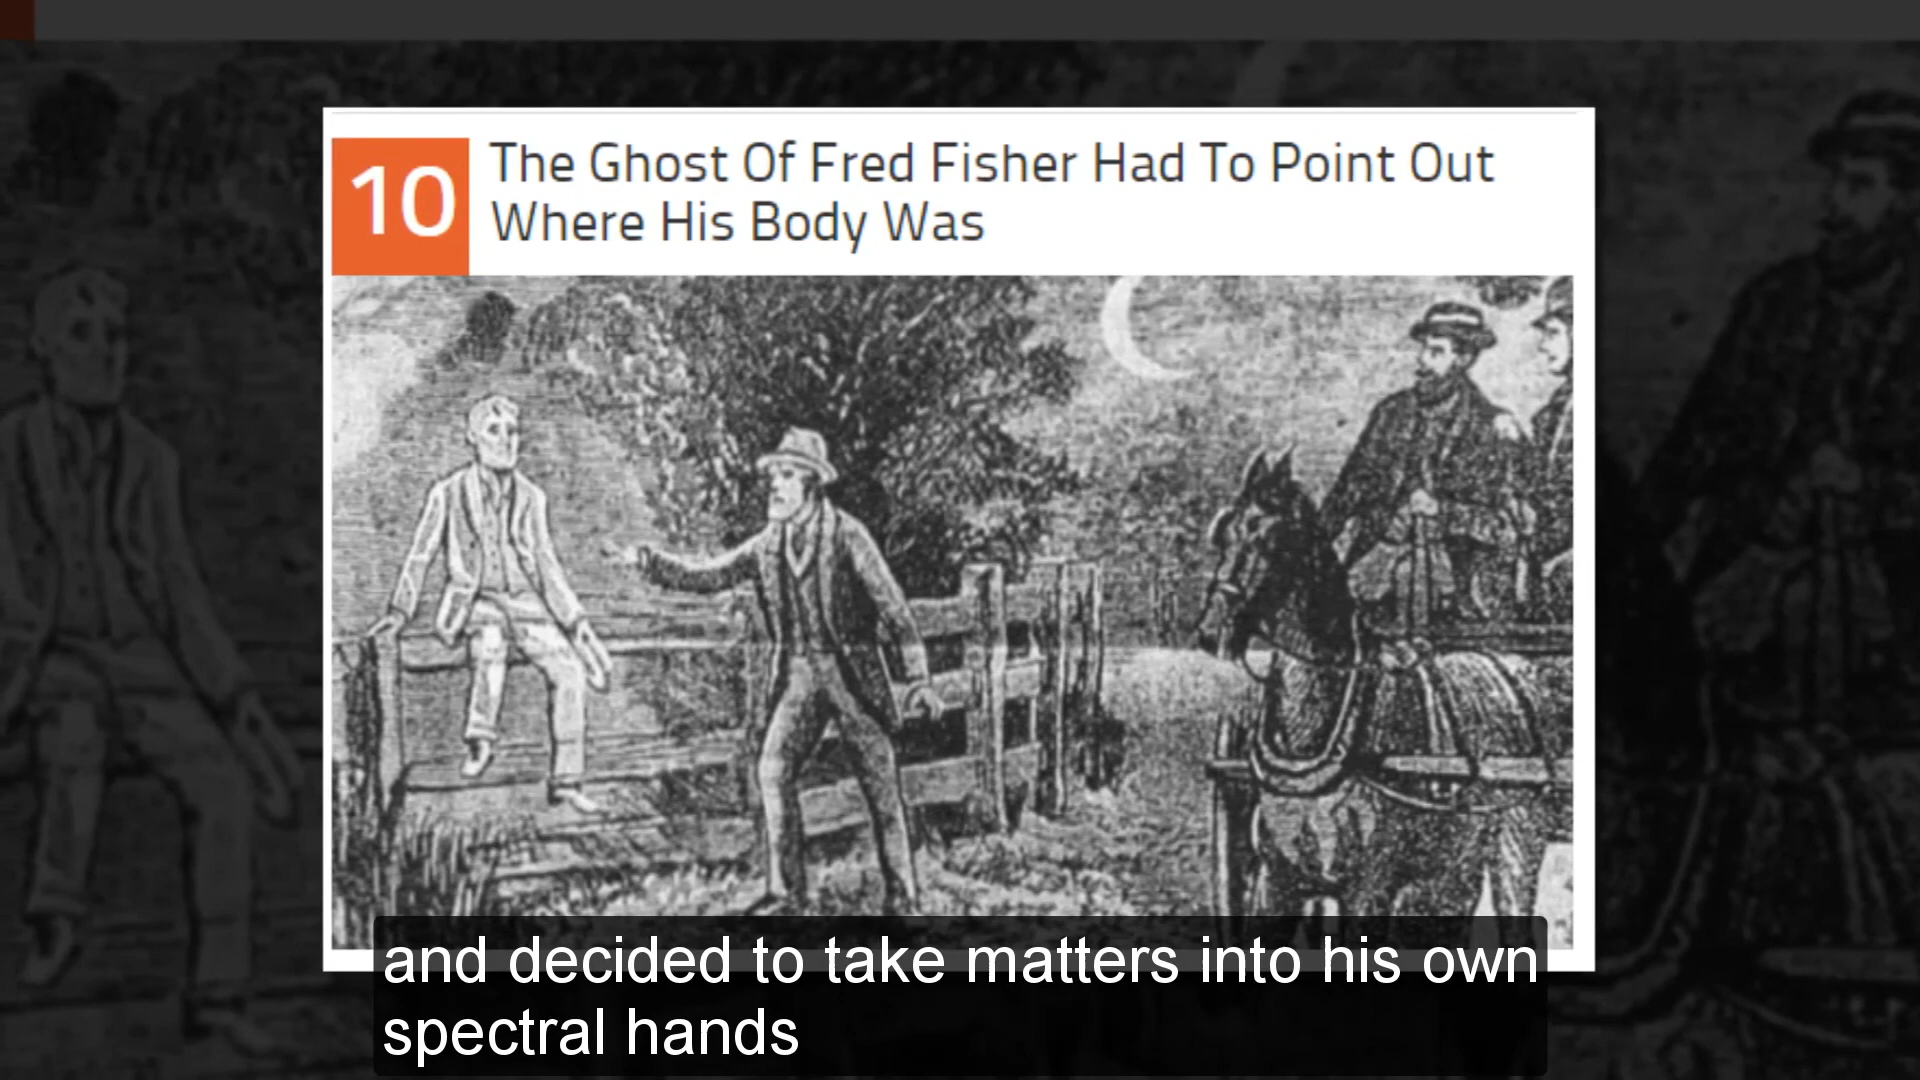 10
The Ghost Of Fred Fisher Had To Point Out
Where His Body Was
and decided to take matters into his own
spectral hands